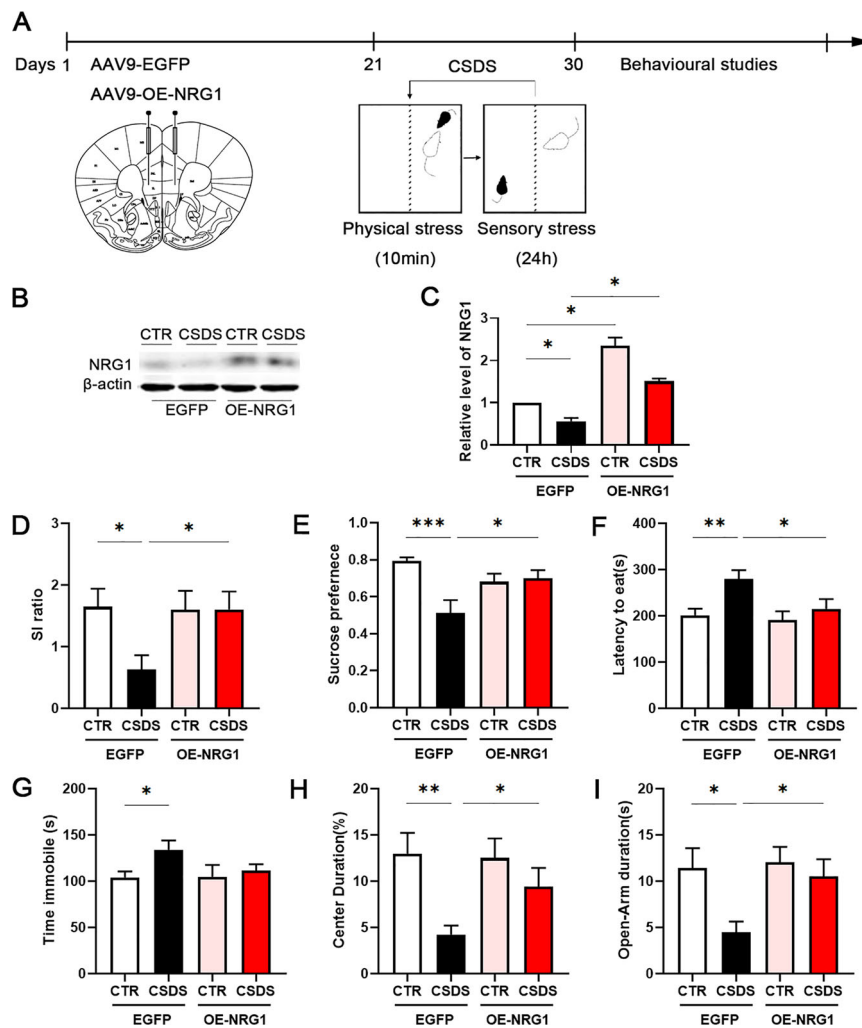 A
Days 1 AAV9-EGFP 21 CSDS 30 Behavioural studies
AAV9-OE-NRG1
Physical stress Sensory stress
(10min) (24h)
B
CTR CSDS CTR CSDS
NRG1
β-actin
EGFP OE-NRG1
C
Relative level of NRG1
3
2
1
0
* * *
CTR CSDS CTR CSDS
EGFP OE-NRG1
D
SI ratio
3
2
1
0
* *
CTR CSDS CTR CSDS
EGFP OE-NRG1
E
Sucrose prefernece
1.0
0.8
0.6
0.4
0.2
0.0
*** *
CTR CSDS CTR CSDS
EGFP OE-NRG1
F
Latency to eat(s)
400
300
200
100
0
** *
CTR CSDS CTR CSDS
EGFP OE-NRG1
G
Time immobile (s)
200
150
100
50
0
*
CTR CSDS CTR CSDS
EGFP OE-NRG1
H
Center Duration(%)
20
15
10
5
0
** *
CTR CSDS CTR CSDS
EGFP OE-NRG1
I
Open-Arm duration(s)
20
15
10
5
0
* *
CTR CSDS CTR CSDS
EGFP OE-NRG1